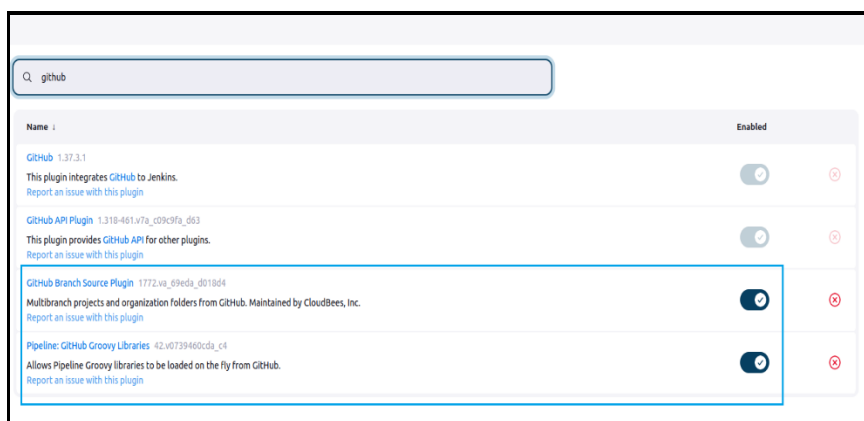 github
Name ↓ Enabled
GitHub 1.37.3.1
This plugin integrates GitHub to Jenkins.
Report an issue with this plugin
GitHub API Plugin 1.318-461.v7a_c09c9fa_d63
This plugin provides GitHub API for other plugins.
Report an issue with this plugin
GitHub Branch Source Plugin 1772.va_69eda_d018d4
Multibranch projects and organization folders from GitHub. Maintained by CloudBees, Inc.
Report an issue with this plugin
Pipeline: GitHub Groovy Libraries 42.v0739460cda_c4
Allows Pipeline Groovy libraries to be loaded on the fly from GitHub.
Report an issue with this plugin